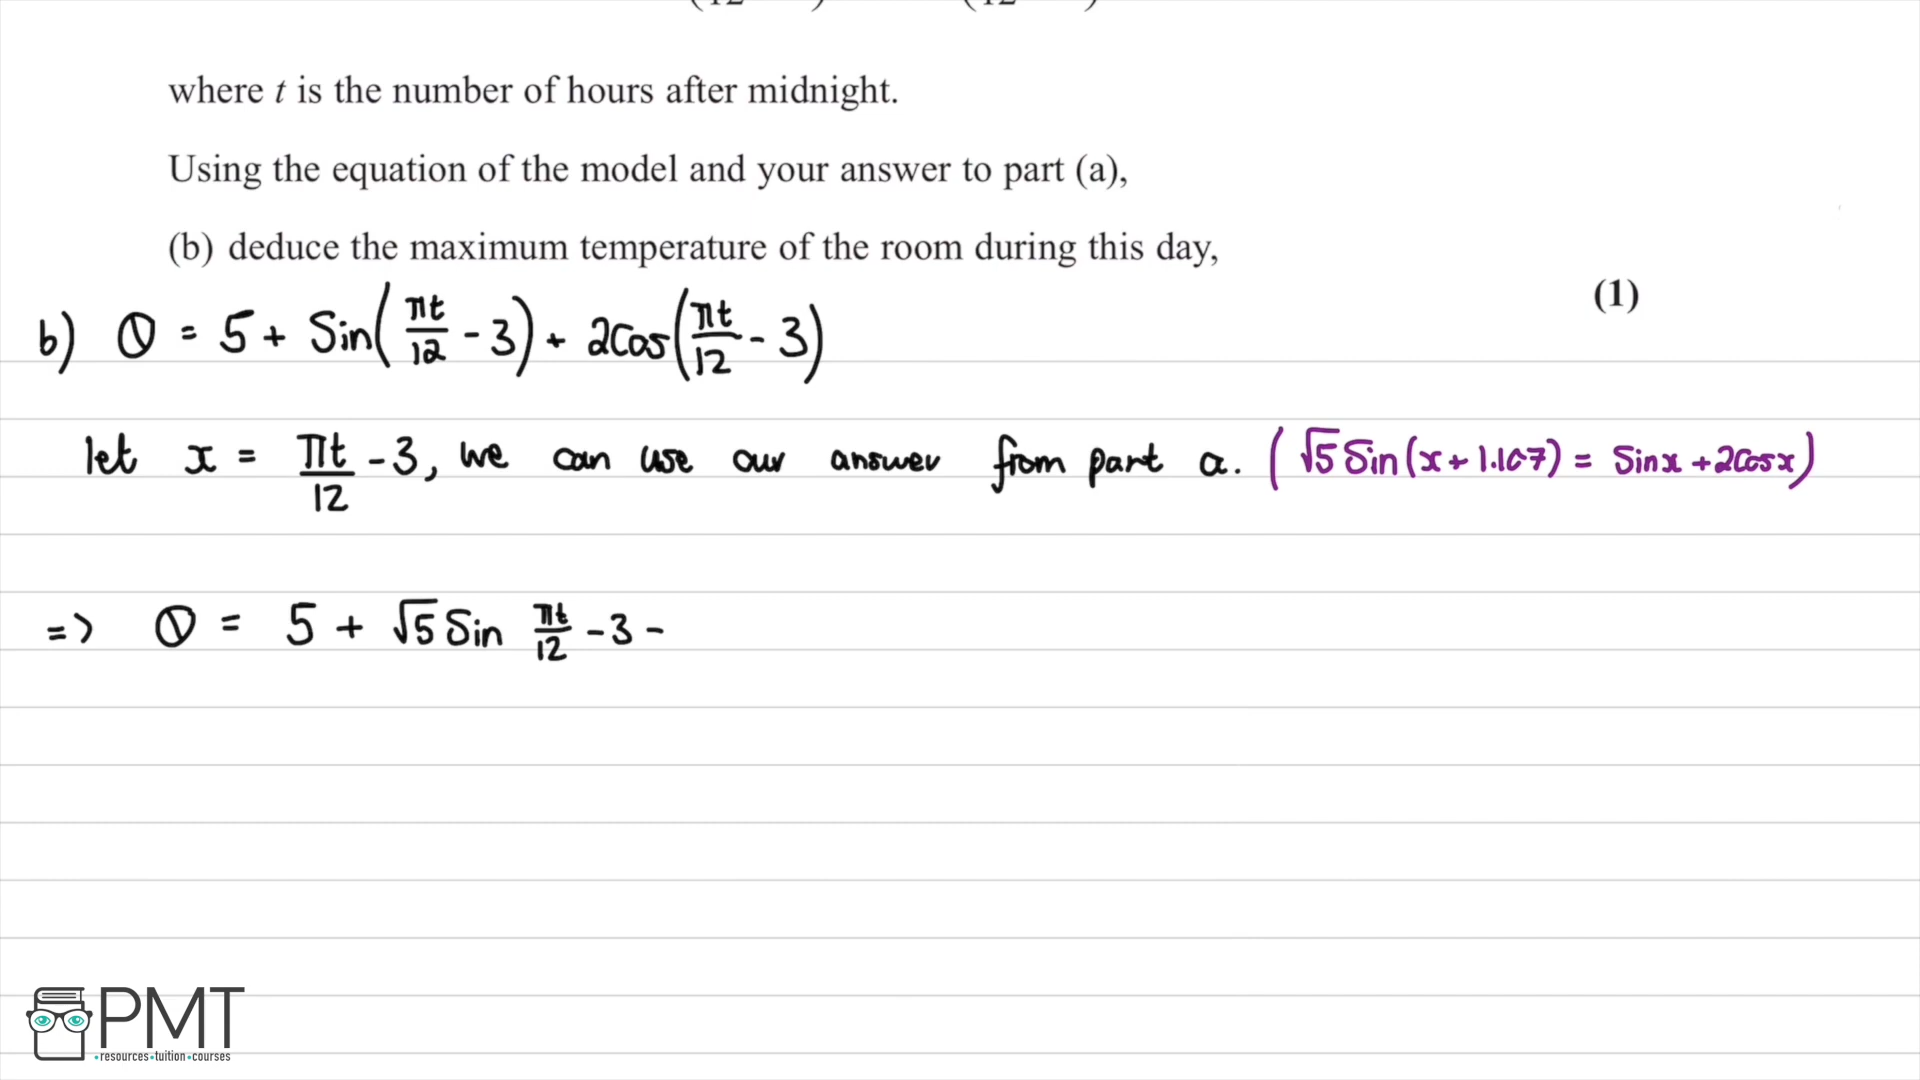 where t is the number of hours after midnight.
Using the equation of the model and your answer to part (a),
(b) deduce the maximum temperature of the room during this day,
(1)
b) θ = 5 + Sin(πt/12 - 3) + 2Cos(πt/12 - 3)
let x = πt/12 - 3, we can use our answer from part a. (√5 Sin(x + 1.107) = Sinx + 2Cosx)
=> θ = 5 + √5 Sin πt/12 - 3 -
PMT
•resources•tuition•courses